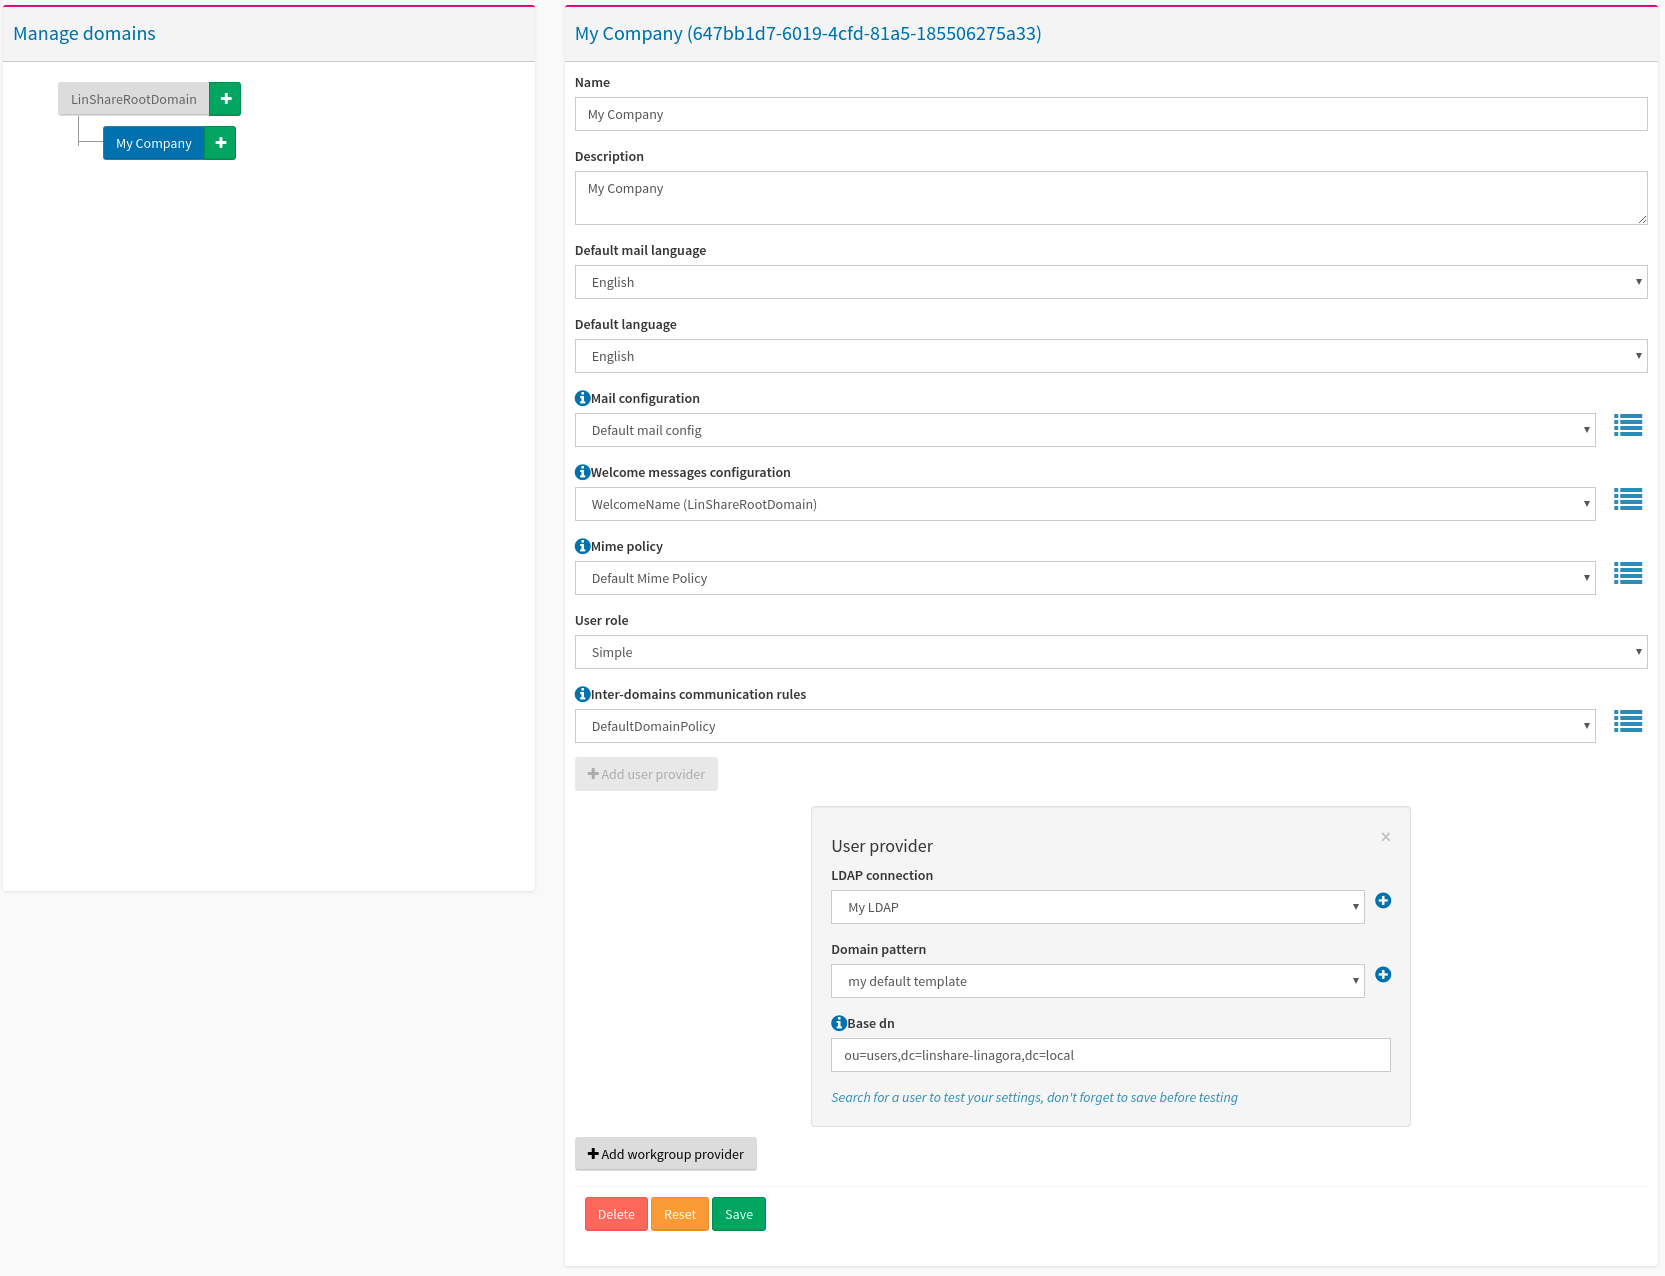 Manage domains
LinShareRootDomain
My Company
My Company (647bb1d7-6019-4cfd-81a5-185506275a33)
Name
My Company
Description
My Company
Default mail language
English
Default language
English
Mail configuration
Default mail config
Welcome messages configuration
WelcomeName (LinShareRootDomain)
Mime policy
Default Mime Policy
User role
Simple
Inter-domains communication rules
DefaultDomainPolicy
Add user provider
User provider
×
LDAP connection
My LDAP
Domain pattern
my default template
Base dn
ou=users,dc=linshare-linagora,dc=local
Search for a user to test your settings, don't forget to save before testing
Add workgroup provider
Delete Reset Save